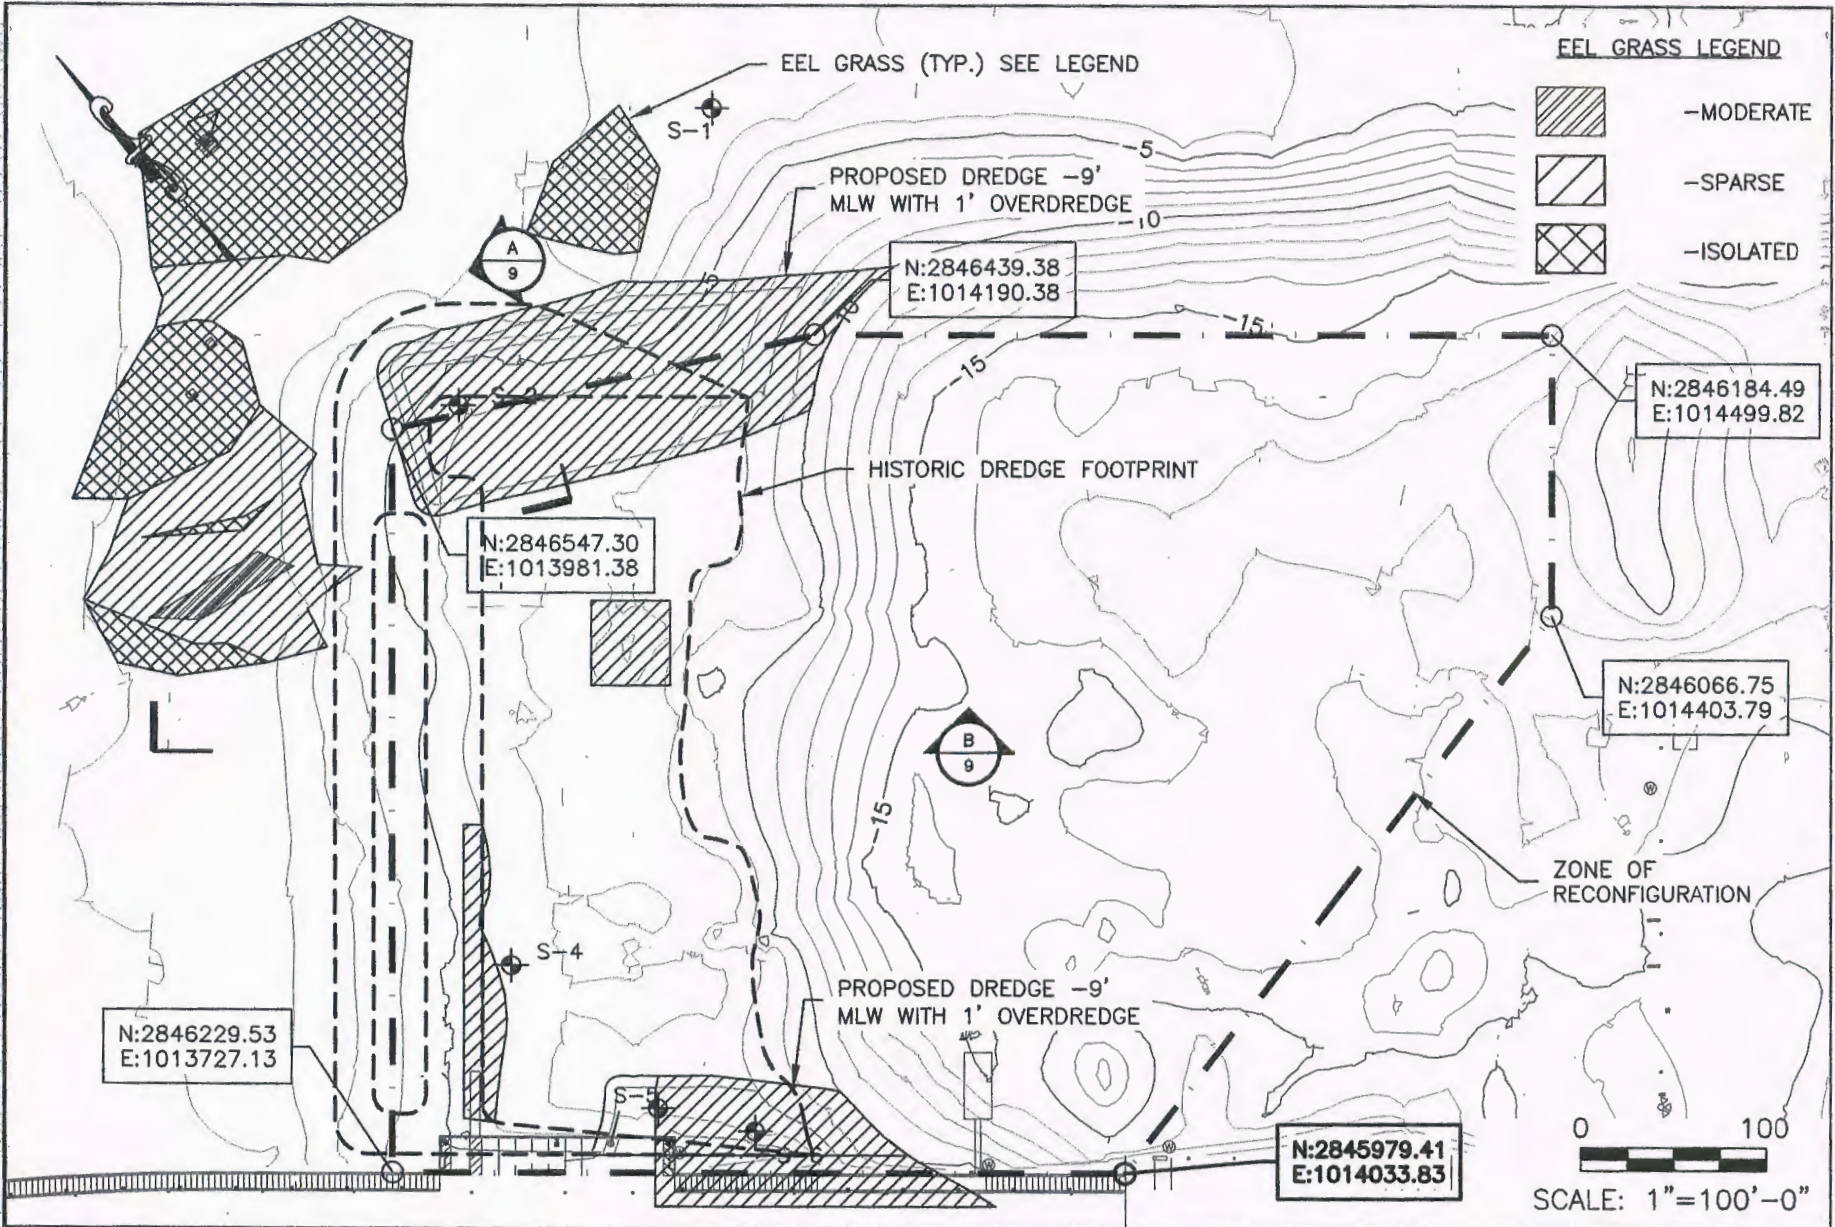 EEL GRASS LEGEND
EEL GRASS (TYP.) SEE LEGEND
S-1
-MODERATE
-5
PROPOSED DREDGE -9'
MLW WITH 1' OVERDREDGE
-SPARSE
-10
A
9
-ISOLATED
N:2846439.38
E:1014190.38
-5
-10
-15
-15
S-2
N:2846184.49
E:1014499.82
HISTORIC DREDGE FOOTPRINT
N:2846547.30
E:1013981.38
N:2846066.75
E:1014403.79
B
9
-15
W
ZONE OF
RECONFIGURATION
S-4
PROPOSED DREDGE -9'
MLW WITH 1' OVERDREDGE
N:2846229.53
E:1013727.13
S-5
0 100
W
W
N:2845979.41
E:1014033.83
SCALE: 1"=100'-0"